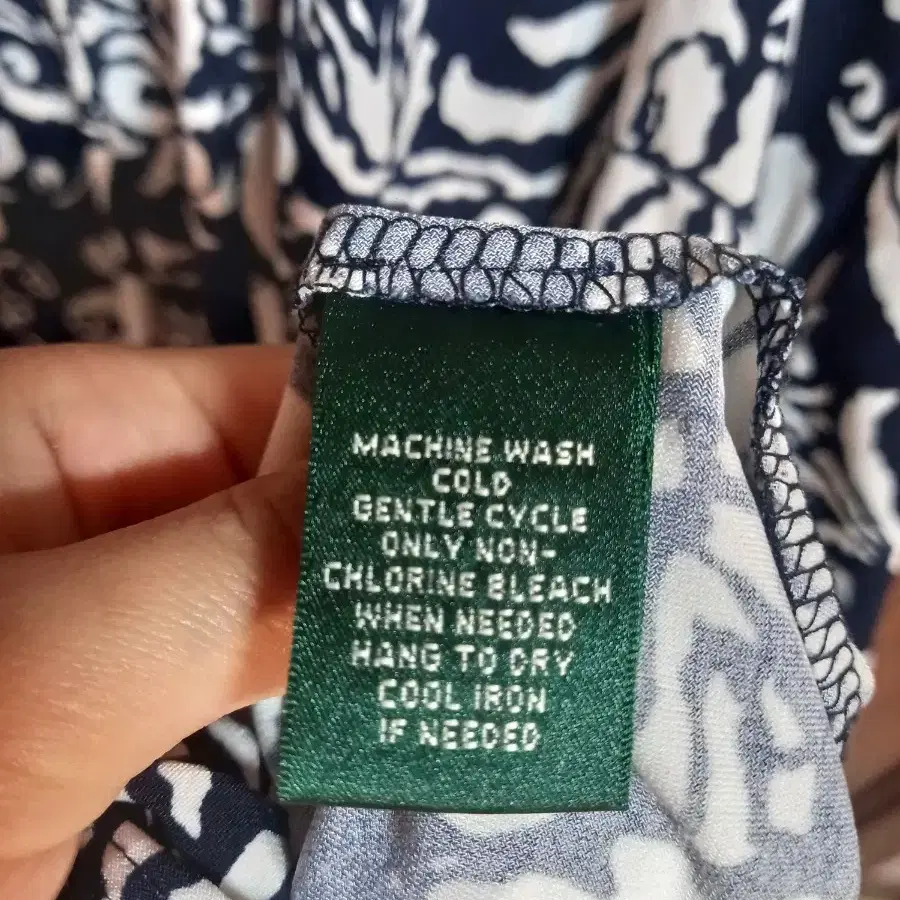 MACHINE WASH
COLD
GENTLE CYCLE
ONLY NON-
CHLORINE BLEACH
WHEN NEEDED
HANG TO DRY
COOL IRON
IF NEEDED